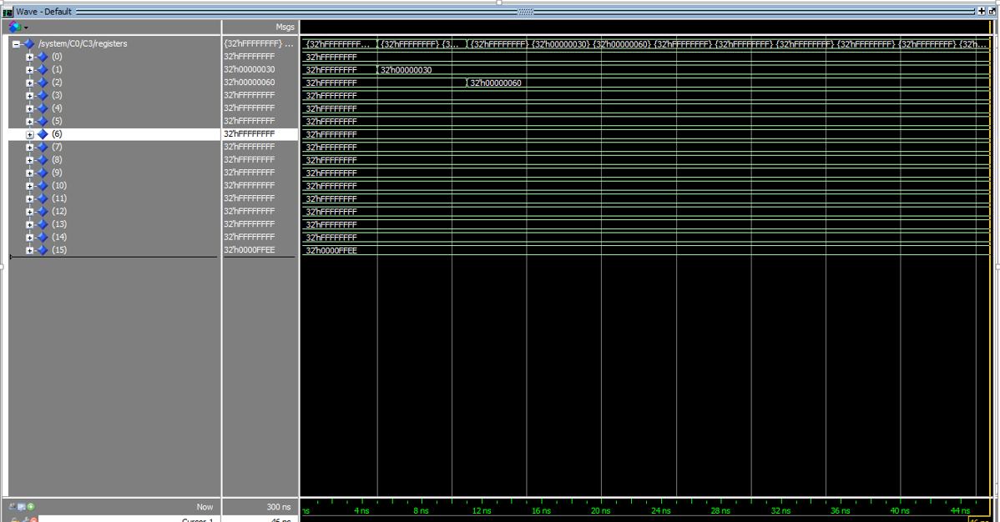 Wave - Default
Msgs
/system/C0/C3/registers {32'hFFFFFFFF} ... {32'hFFFFFFFF... {32'hFFFFFFFF} {3... {32'hFFFFFFFF} {32'h00000030} {32'h00000060} {32'hFFFFFFFF} {32'hFFFFFFFF} {32'hFFFFFFFF} {32'hFFFFFFFF} {32'hFFFFFFFF} {32'h...
(0) 32'hFFFFFFFF 32'hFFFFFFFF
(1) 32'h00000030 32'hFFFFFFFF 32'h00000030
(2) 32'h00000060 32'hFFFFFFFF 32'h00000060
(3) 32'hFFFFFFFF 32'hFFFFFFFF
(4) 32'hFFFFFFFF 32'hFFFFFFFF
(5) 32'hFFFFFFFF 32'hFFFFFFFF
(6) 32'hFFFFFFFF 32'hFFFFFFFF
(7) 32'hFFFFFFFF 32'hFFFFFFFF
(8) 32'hFFFFFFFF 32'hFFFFFFFF
(9) 32'hFFFFFFFF 32'hFFFFFFFF
(10) 32'hFFFFFFFF 32'hFFFFFFFF
(11) 32'hFFFFFFFF 32'hFFFFFFFF
(12) 32'hFFFFFFFF 32'hFFFFFFFF
(13) 32'hFFFFFFFF 32'hFFFFFFFF
(14) 32'hFFFFFFFF 32'hFFFFFFFF
(15) 32'h0000FFEE 32'h0000FFEE
Now 300 ns ns 4 ns 8 ns 12 ns 16 ns 20 ns 24 ns 28 ns 32 ns 36 ns 40 ns 44 ns
Cursor 1 46 ns 46 ns